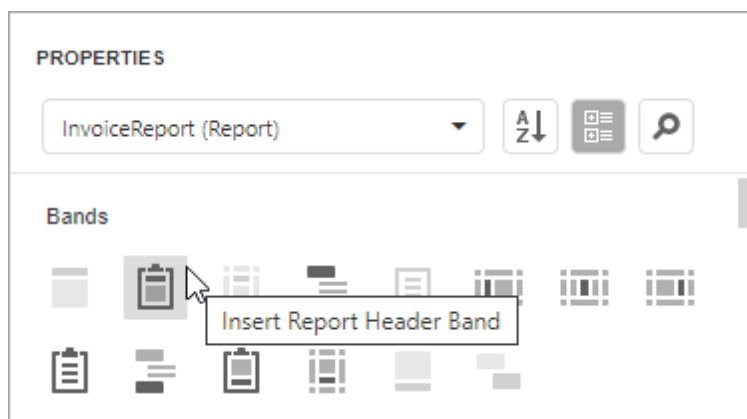 PROPERTIES
InvoiceReport (Report)
A
Z
Bands
Insert Report Header Band